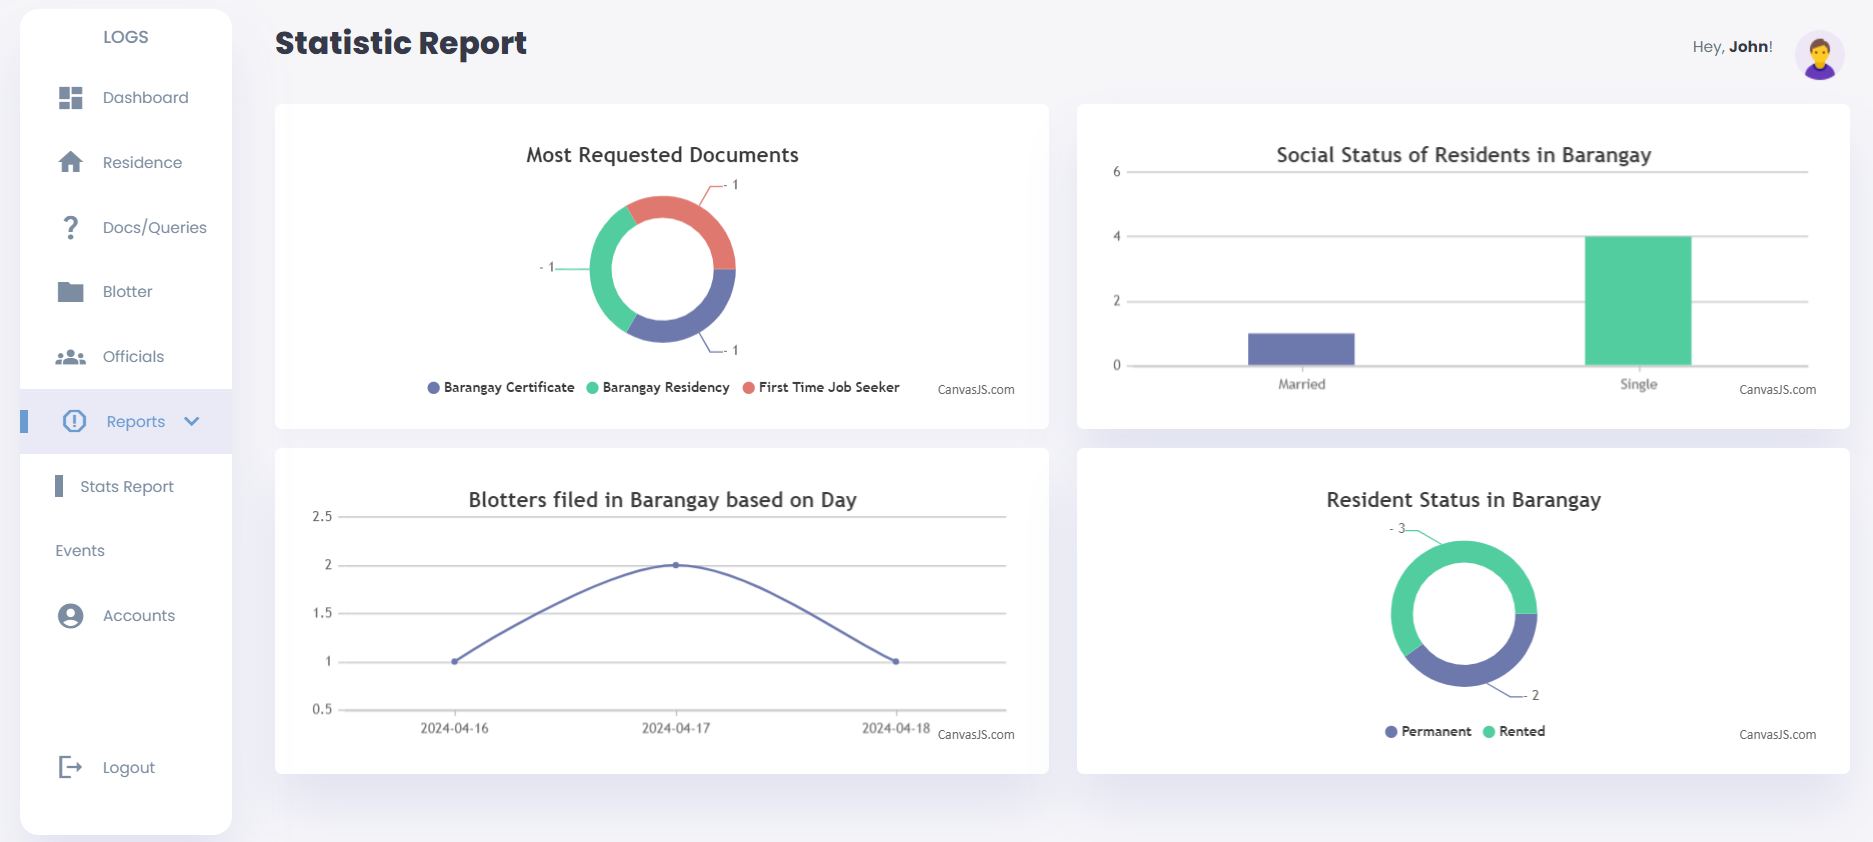 LOGS
Dashboard
Residence
Docs/Queries
Blotter
Officials
Reports
Stats Report
Events
Accounts
Logout
Statistic Report
Hey, John!
Most Requested Documents
- 1
- 1
- 1
Barangay Certificate Barangay Residency First Time Job Seeker
CanvasJS.com
Social Status of Residents in Barangay
6
4
2
0
Married Single
CanvasJS.com
Blotters filed in Barangay based on Day
2.5
2
1.5
1
0.5
2024-04-16 2024-04-17 2024-04-18
CanvasJS.com
Resident Status in Barangay
- 3
- 2
Permanent Rented
CanvasJS.com